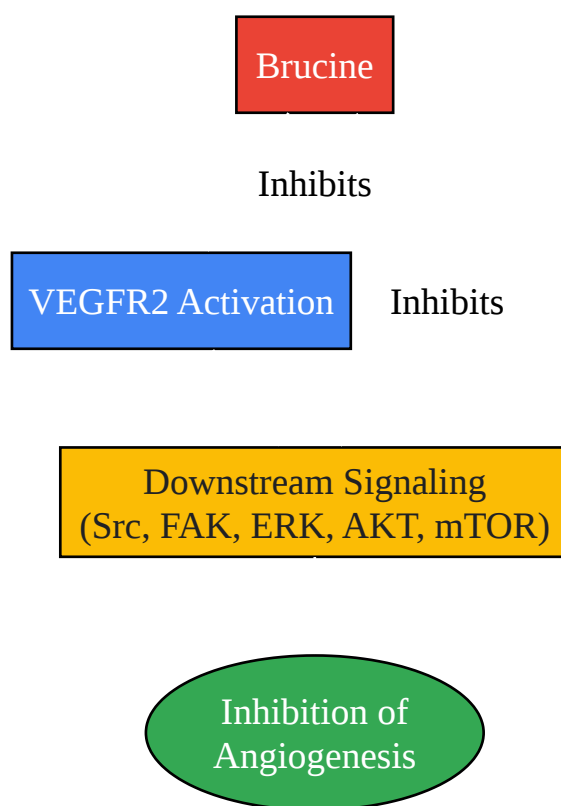 Brucine
Inhibits
VEGFR2 Activation
Inhibits
Downstream Signaling
(Src, FAK, ERK, AKT, mTOR)
Inhibition of
Angiogenesis